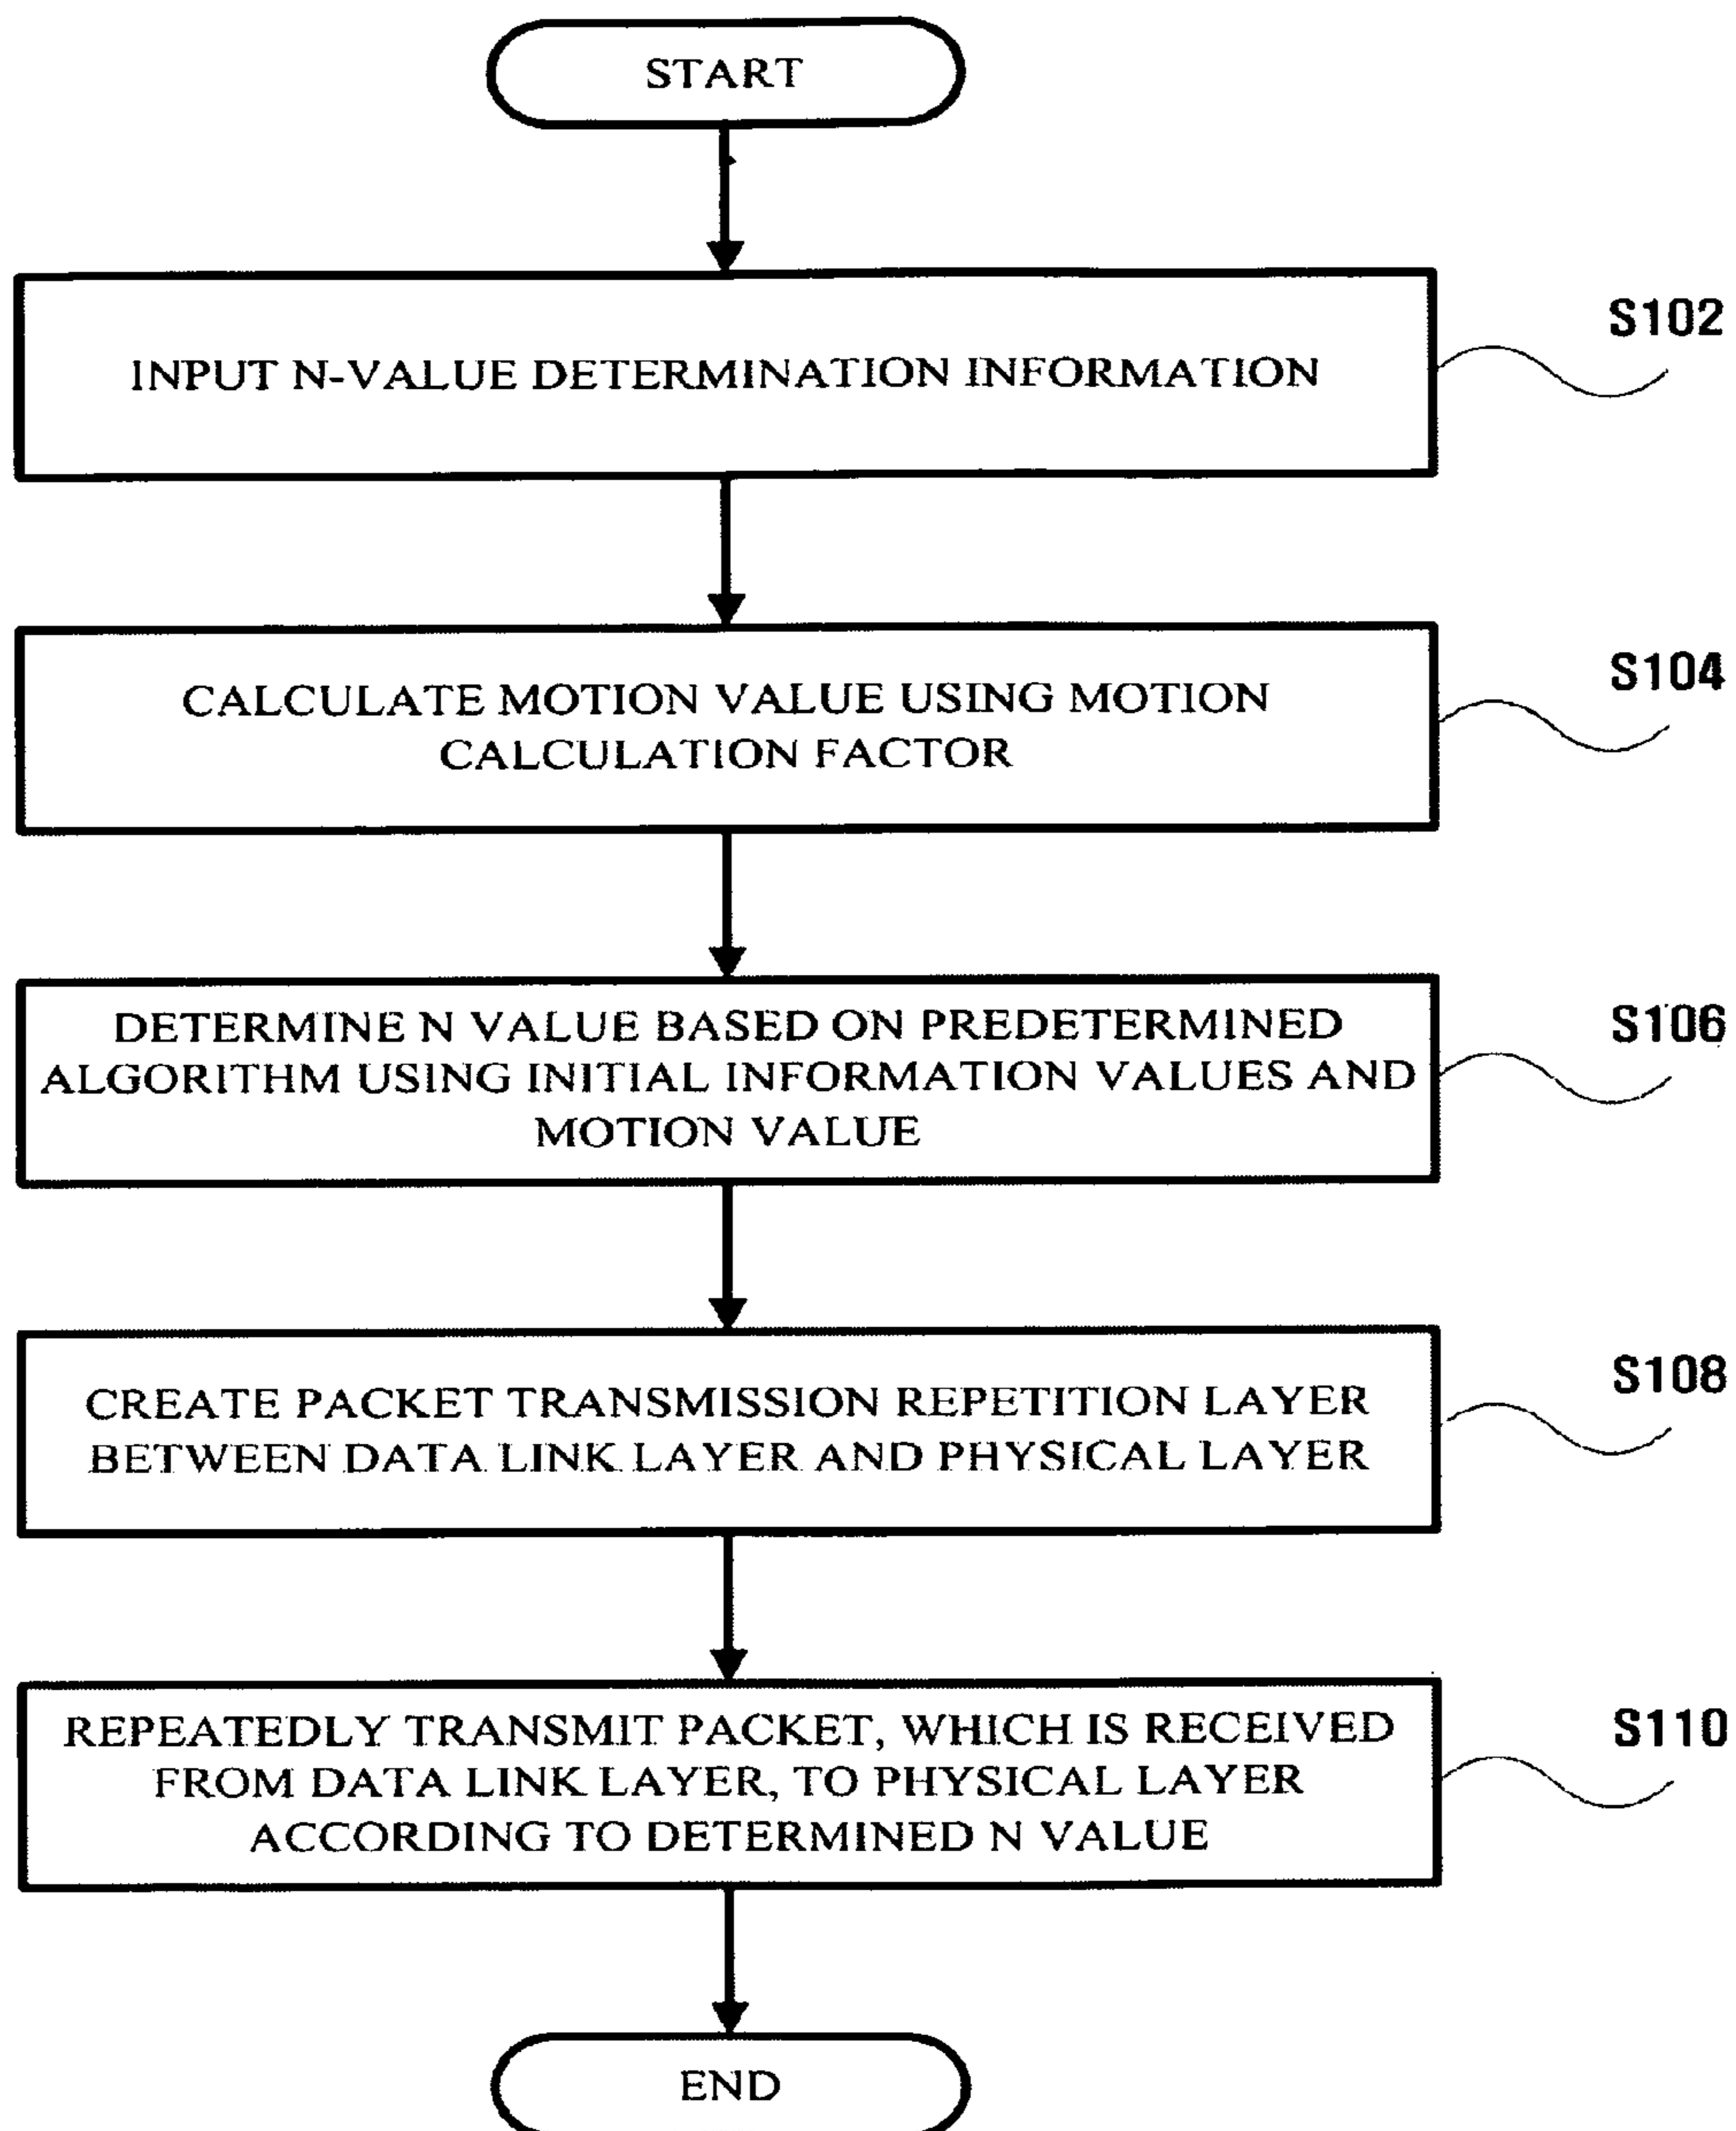 START
S102
INPUT N-VALUE DETERMINATION INFORMATION
S104
CALCULATE MOTION VALUE USING MOTION
CALCULATION FACTOR
S106
DETERMINE N VALUE BASED ON PREDETERMINED
ALGORITHM USING INITIAL INFORMATION VALUES AND
MOTION VALUE
S108
CREATE PACKET TRANSMISSION REPETITION LAYER
BETWEEN DATA LINK LAYER AND PHYSICAL LAYER
S110
REPEATEDLY TRANSMIT PACKET, WHICH IS RECEIVED
FROM DATA LINK LAYER, TO PHYSICAL LAYER
ACCORDING TO DETERMINED N VALUE
END